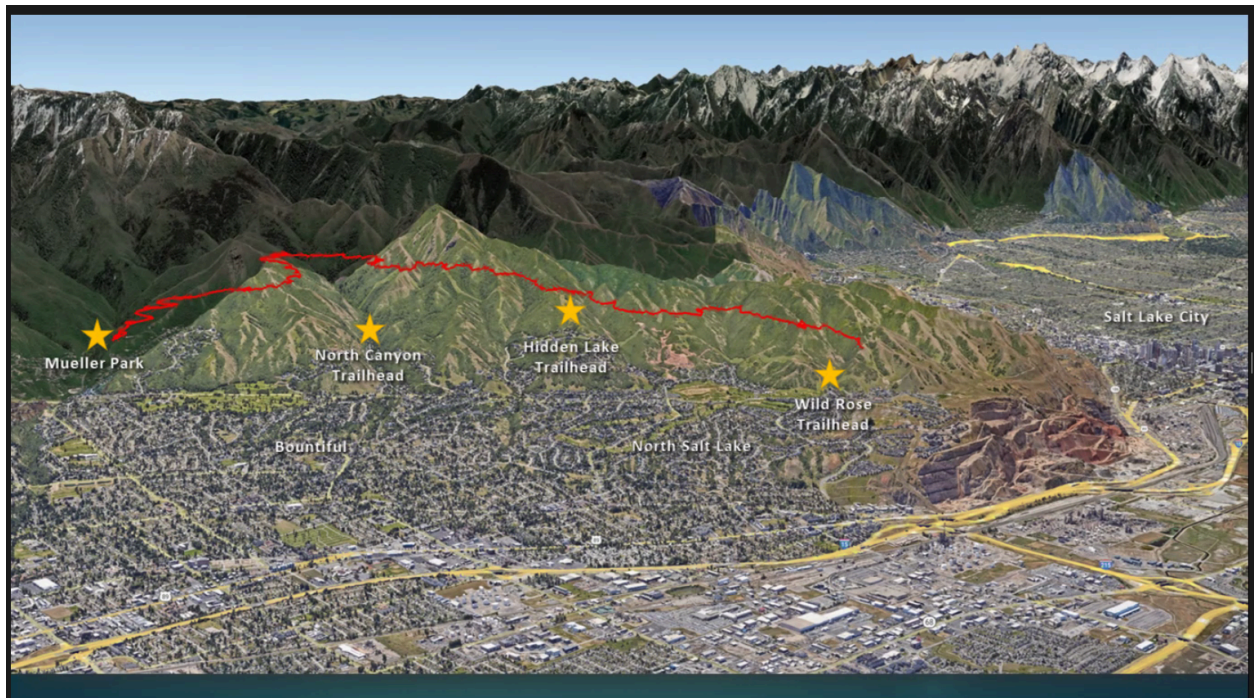 Salt Lake City
Mueller Park
North Canyon
Trailhead
Hidden Lake
Trailhead
Wild Rose
Trailhead
Bountiful
North Salt Lake